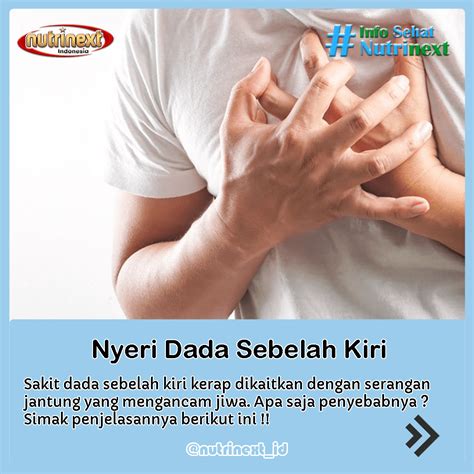 nutrinext
Indonesia
# Info Sehat
Nutrinext
Nyeri Dada Sebelah Kiri
Sakit dada sebelah kiri kerap dikaitkan dengan serangan
jantung yang mengancam jiwa. Apa saja penyebabnya ?
Simak penjelasannya berikut ini !!
@nutrinext_id